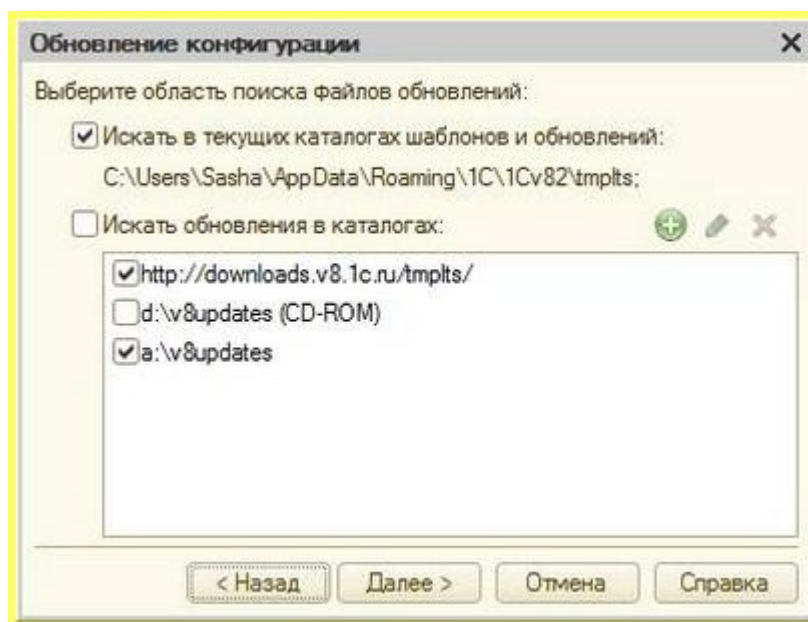 Обновление конфигурации
Выберите область поиска файлов обновлений:
Искать в текущих каталогах шаблонов и обновлений:
C:\Users\Sasha\AppData\Roaming\1C\1Cv82\tmplts;
Искать обновления в каталогах:
http://downloads.v8.1c.ru/tmplts/
d:\v8updates (CD-ROM)
a:\v8updates
< Назад Далее > Отмена Справка